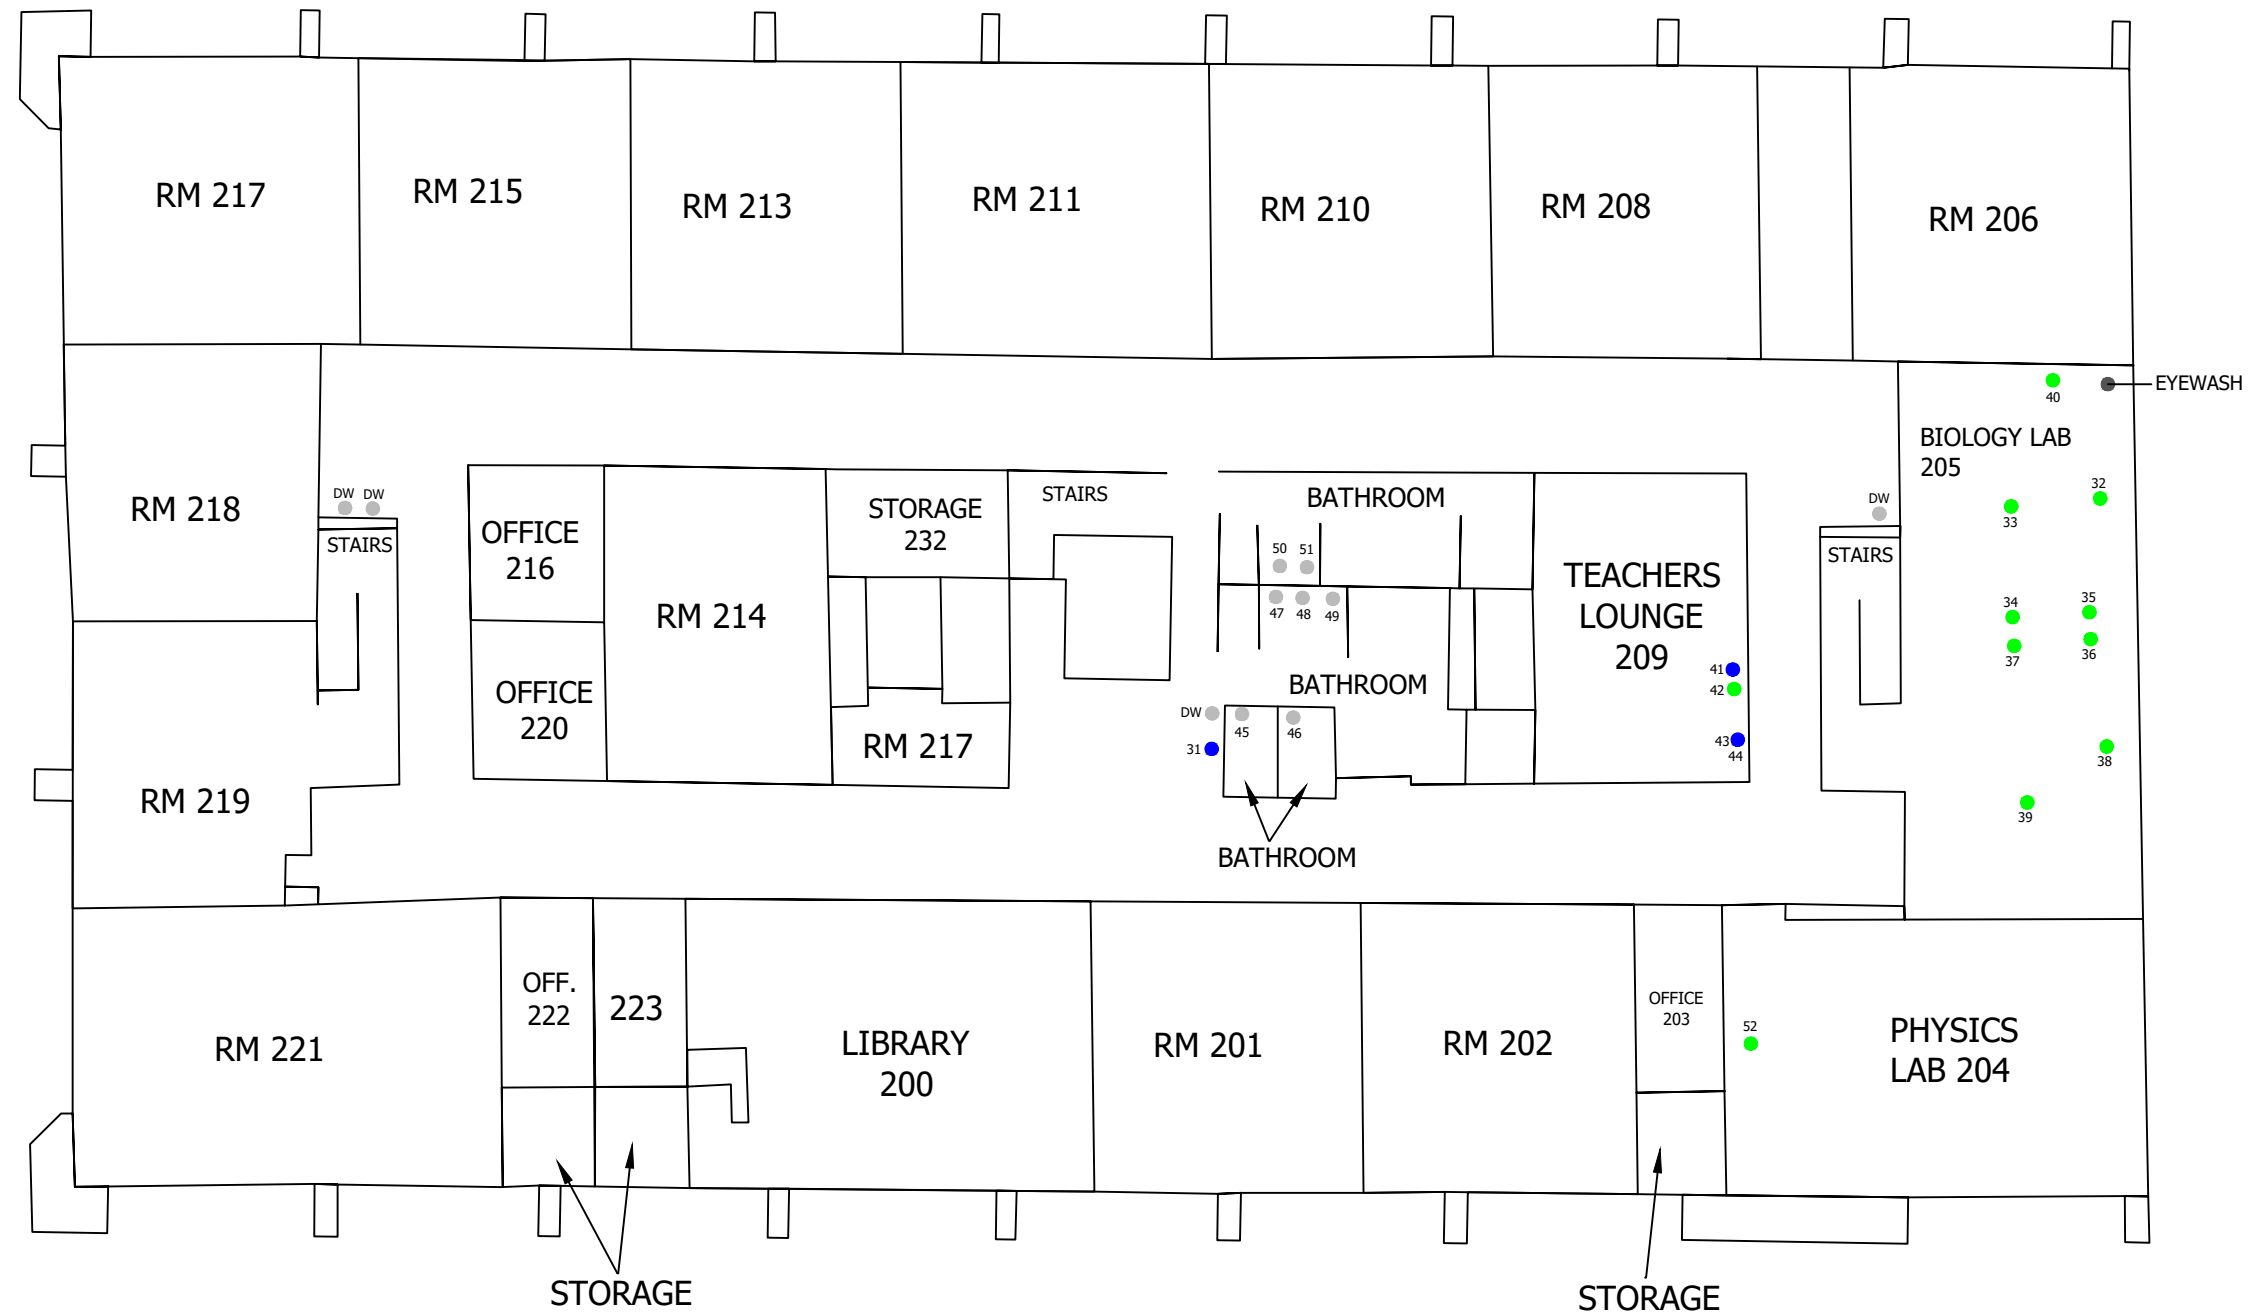 RM 217
RM 215
RM 213
RM 211
RM 210
RM 208
RM 206
EYEWASH
40
BIOLOGY LAB
205
32
33
34
35
37
36
38
39
RM 218
DW
DW
STAIRS
OFFICE
216
OFFICE
220
RM 214
STORAGE
232
STAIRS
RM 217
BATHROOM
50
51
47
48
49
BATHROOM
DW
45
46
31
BATHROOM
TEACHERS
LOUNGE
209
41
42
43
44
DW
STAIRS
RM 219
RM 221
OFF.
222
223
LIBRARY
200
RM 201
RM 202
OFFICE
203
52
PHYSICS
LAB 204
STORAGE
STORAGE